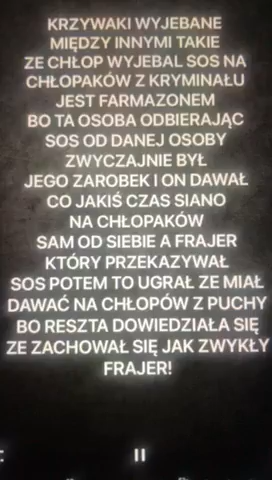 KRZYWAKI WYJEBANE
MIĘDZY INNYMI TAKIE
ZE CHŁOP WYJEBAL SOS NA
CHŁOPAKÓW Z KRYMINAŁU
JEST FARMAZONEM
BO TA OSOBA ODBIERAJĄC
SOS OD DANEJ OSOBY
ZWYCZAJNIE BYŁ
JEGO ZAROBEK I ON DAWAŁ
CO JAKIŚ CZAS SIANO
NA CHŁOPAKÓW
SAM OD SIEBIE A FRAJER
KTÓRY PRZEKAZYWAŁ
SOS POTEM TO UGRAŁ ZE MIAŁ
DAWAĆ NA CHŁOPÓW Z PUCHY
BO RESZTA DOWIEDZIAŁA SIĘ
ZE ZACHOWAŁ SIĘ JAK ZWYKŁY
FRAJER!